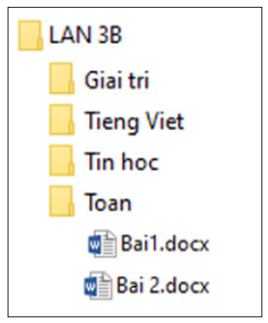 LAN 3B
Giai tri
Tieng Viet
Tin hoc
Toan
Bai1.docx
Bai 2.docx